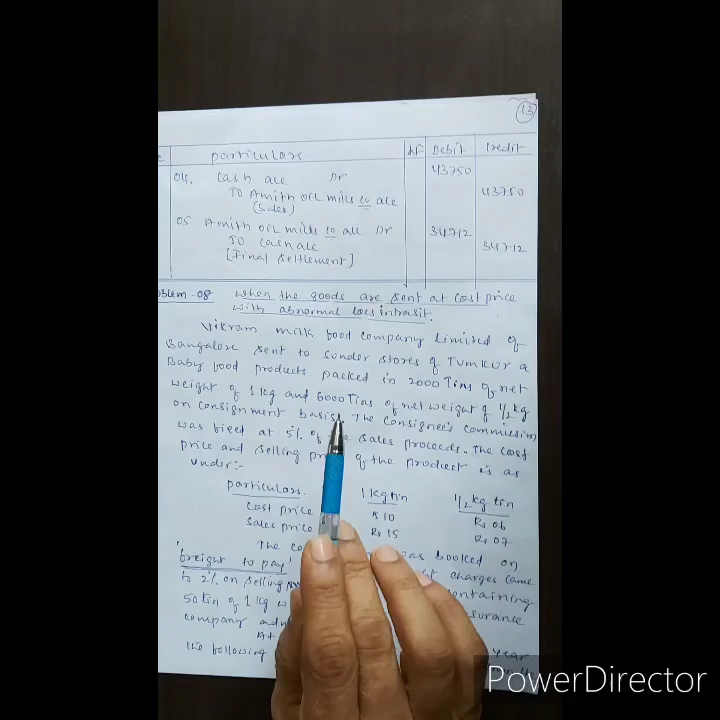 13
particulars LF Debit Credit
04. Cash a/c Dr 43750
To Amith oil mills co a/c 43750
(Sales)
05 Amith oil mills co a/c Dr 34712
To Cash a/c 34712
[Final settlement]
oblem-08 when the goods are sent at cost price
with abnormal loss intransit.
Vikram milk food company limited of
Bangalore sent to Sunder stores of Tumkur a
Baby food products packed in 2000 Tins of net
weight of 1 kg and 6000 Tins of net weight of 1/2 kg
on consignment basis. The consignee's commission
was fixed at 5% of sales proceeds. The cost
price and selling of the product is as
under:-
particulars 1 kg tin 1/2 kg tin
Cost price ₹ 10 Rs 06
Sales price Rs 15 Rs 07
The was booked on
'freight to pay' charges came
to 2% on selling containing
50 tin of 1 kg
company
year
the following
PowerDirector